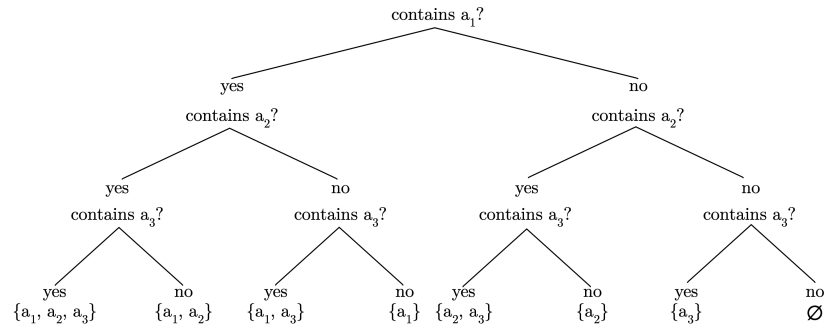 contains a₁?
yes no
contains a₂? contains a₂?
yes no yes no
contains a₃? contains a₃? contains a₃? contains a₃?
yes no yes no yes no yes no
{a₁, a₂, a₃} {a₁, a₂} {a₁, a₃} {a₁} {a₂, a₃} {a₂} {a₃} ∅